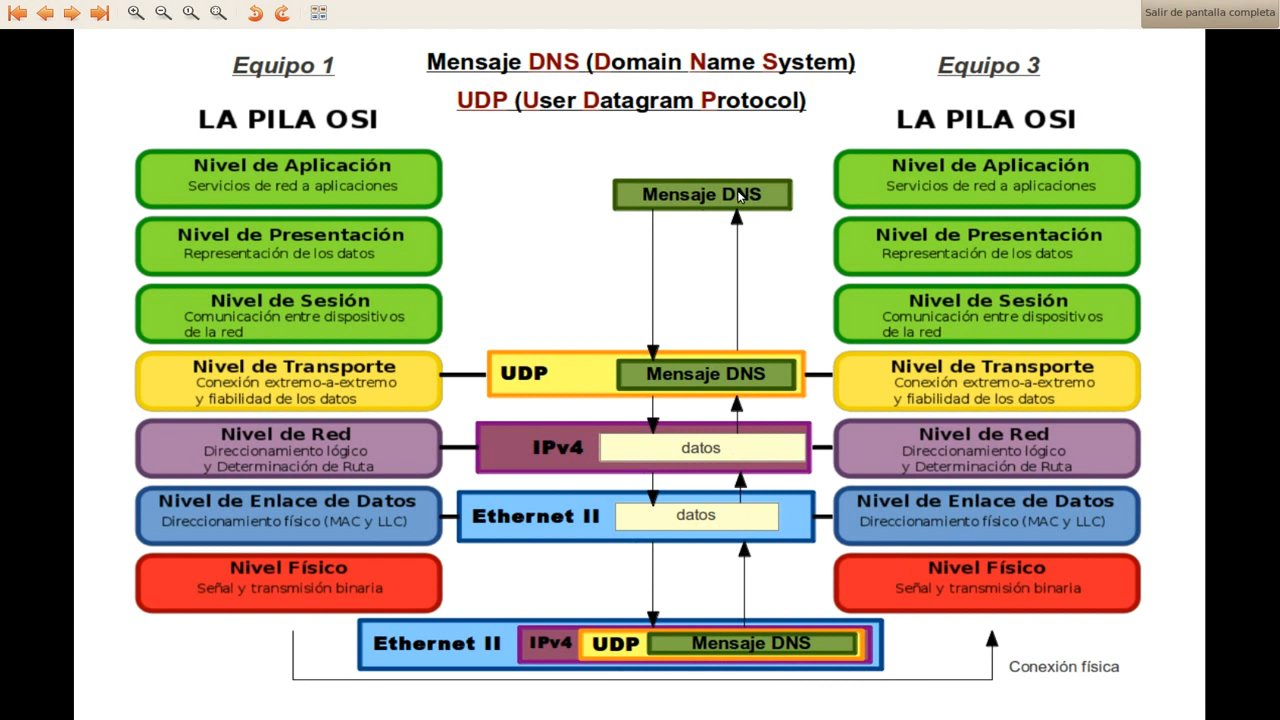 Salir de pantalla completa
Equipo 1
Mensaje DNS (Domain Name System)
Equipo 3
UDP (User Datagram Protocol)
LA PILA OSI
LA PILA OSI
Nivel de Aplicación
Servicios de red a aplicaciones
Mensaje DNS
Nivel de Aplicación
Servicios de red a aplicaciones
Nivel de Presentación
Representación de los datos
Nivel de Presentación
Representación de los datos
Nivel de Sesión
Comunicación entre dispositivos
de la red
Nivel de Sesión
Comunicación entre dispositivos
de la red
Nivel de Transporte
Conexión extremo-a-extremo
y fiabilidad de los datos
UDP
Mensaje DNS
Nivel de Transporte
Conexión extremo-a-extremo
y fiabilidad de los datos
Nivel de Red
Direccionamiento lógico
y Determinación de Ruta
IPv4
datos
Nivel de Red
Direccionamiento lógico
y Determinación de Ruta
Nivel de Enlace de Datos
Direccionamiento físico (MAC y LLC)
Ethernet II
datos
Nivel de Enlace de Datos
Direccionamiento físico (MAC y LLC)
Nivel Físico
Señal y transmisión binaria
Nivel Físico
Señal y transmisión binaria
Ethernet II
IPv4
UDP
Mensaje DNS
Conexión física